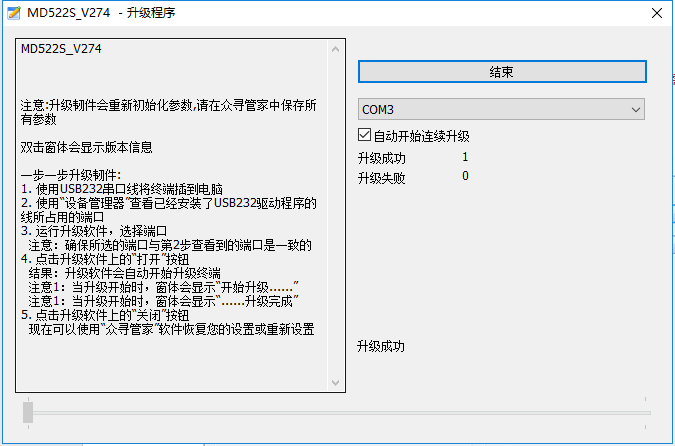 MD522S_V274 - 升级程序
MD522S_V274
注意:升级韧件会重新初始化参数,请在众寻管家中保存所
有参数
双击窗体会显示版本信息
一步一步升级韧件:
1. 使用USB232串口线将终端插到电脑
2. 使用“设备管理器”查看已经安装了USB232驱动程序的
线所占用的端口
3. 运行升级软件，选择端口
注意：确保所选的端口与第2步查看到的端口是一致的
4. 点击升级软件上的“打开”按钮
结果：升级软件会自动开始升级终端
注意1：当升级开始时，窗体会显示“开始升级......”
注意1：当升级开始时，窗体会显示“......升级完成”
5. 点击升级软件上的“关闭”按钮
现在可以使用“众寻管家”软件恢复您的设置或重新设置
结束
COM3
自动开始连续升级
升级成功 1
升级失败 0
升级成功